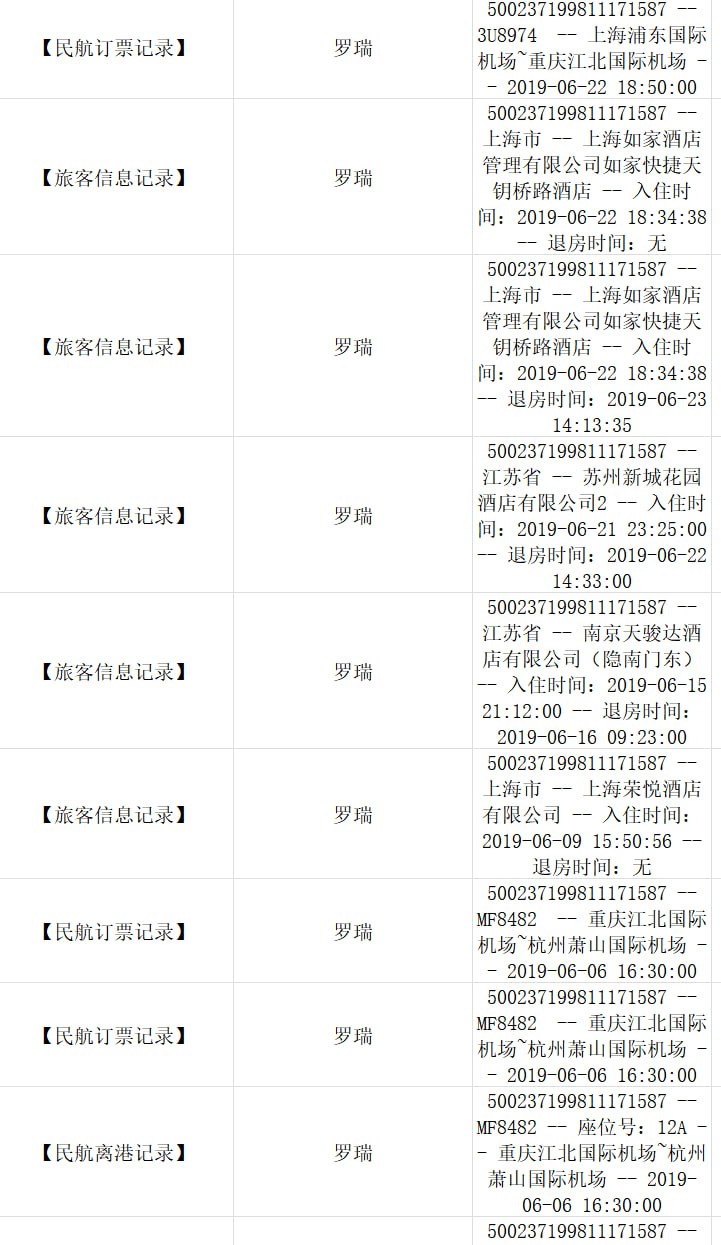 500237199811171587 --
【民航订票记录】 罗瑞 3U8974 -- 上海浦东国际
机场~重庆江北国际机场 -
- 2019-06-22 18:50:00
500237199811171587 --
上海市 -- 上海如家酒店
管理有限公司如家快捷天
【旅客信息记录】 罗瑞 钥桥路酒店 -- 入住时
间：2019-06-22 18:34:38
-- 退房时间：无
500237199811171587 --
上海市 -- 上海如家酒店
管理有限公司如家快捷天
【旅客信息记录】 罗瑞 钥桥路酒店 -- 入住时
间：2019-06-22 18:34:38
-- 退房时间：2019-06-23
14:13:35
500237199811171587 --
江苏省 -- 苏州新城花园
酒店有限公司2 -- 入住时
【旅客信息记录】 罗瑞 间：2019-06-21 23:25:00
-- 退房时间：2019-06-22
14:33:00
500237199811171587 --
江苏省 -- 南京天骏达酒
店有限公司（隐南门东）
【旅客信息记录】 罗瑞 -- 入住时间：2019-06-15
21:12:00 -- 退房时间：
2019-06-16 09:23:00
500237199811171587 --
上海市 -- 上海荣悦酒店
【旅客信息记录】 罗瑞 有限公司 -- 入住时间：
2019-06-09 15:50:56 --
退房时间：无
500237199811171587 --
【民航订票记录】 罗瑞 MF8482 -- 重庆江北国际
机场~杭州萧山国际机场 -
- 2019-06-06 16:30:00
500237199811171587 --
【民航订票记录】 罗瑞 MF8482 -- 重庆江北国际
机场~杭州萧山国际机场 -
- 2019-06-06 16:30:00
500237199811171587 --
MF8482 -- 座位号：12A -
【民航离港记录】 罗瑞 - 重庆江北国际机场~杭州
萧山国际机场 -- 2019-
06-06 16:30:00
500237199811171587 --